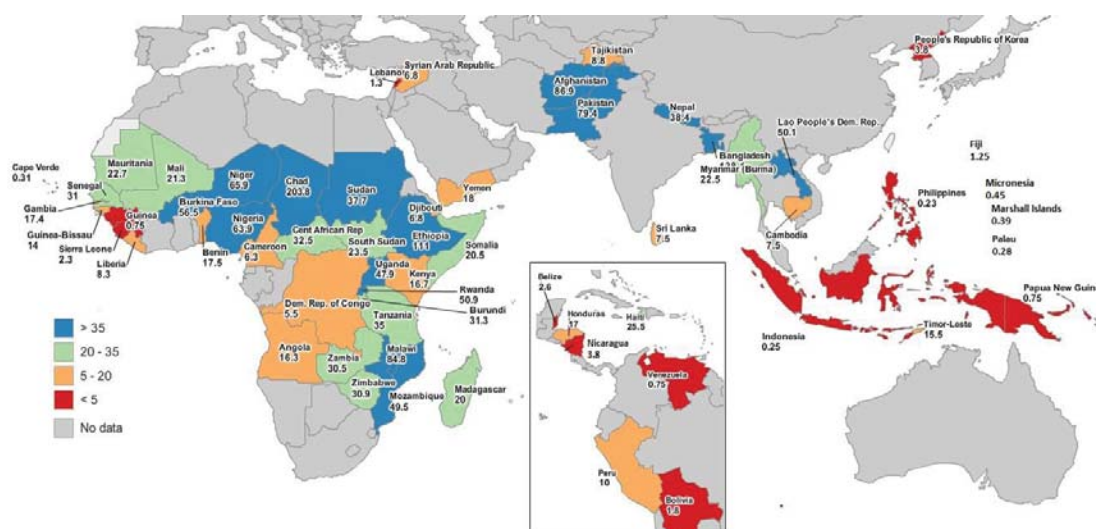 People's Republic of Korea
3.8
Tajikistan
8.8
Syrian Arab Republic
6.8
Lebanon
1.3
Afghanistan
86.9
Pakistan
79.4
Nepal
38.4
Lao People's Dem. Rep.
50.1
Bangladesh
Myanmar (Burma)
22.5
Fiji
1.25
Cape Verde
0.31
Mauritania
22.7
Mali
21.3
Niger
65.9
Chad
203.8
Sudan
37.7
Yemen
18
Philippines
0.23
Micronesia
0.45
Marshall Islands
0.39
Palau
0.28
Senegal
31
Gambia
17.4
Guinea-Bissau
14
Guinea
0.75
Sierra Leone
2.3
Liberia
8.3
Burkina Faso
56.5
Nigeria
63.9
Benin
17.5
Cameroon
6.3
Cent African Rep
32.5
South Sudan
23.5
Djibouti
6.8
Ethiopia
111
Somalia
20.5
Sri Lanka
7.5
Cambodia
7.5
Uganda
47.9
Kenya
16.7
Rwanda
50.9
Burundi
31.3
Dem. Rep. of Congo
5.5
Tanzania
35
Belize
2.6
Honduras
17
Haiti
25.5
Nicaragua
3.8
Papua New Guin
0.75
Indonesia
0.25
Timor-Leste
15.5
Angola
16.3
Zambia
30.5
Malawi
84.8
Zimbabwe
30.9
Mozambique
49.5
Madagascar
20
Venezuela
0.75
Peru
10
Bolivia
1.8
> 35
20 - 35
5 - 20
< 5
No data